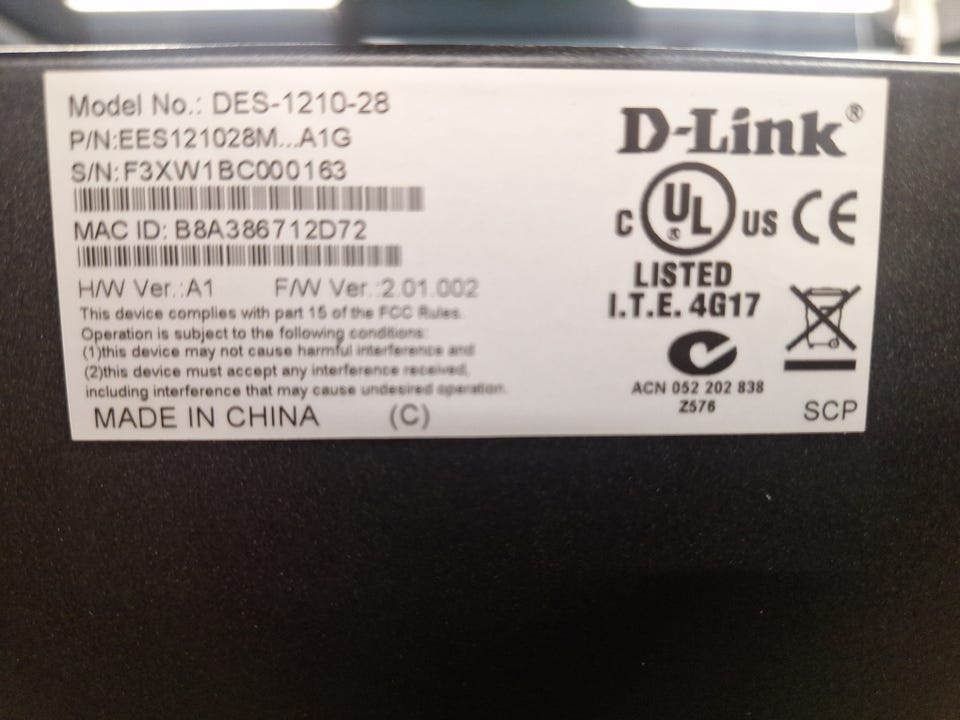 Model No.: DES-1210-28
P/N:EES121028M...A1G
S/N:F3XW1BC000163
MAC ID: B8A386712D72
H/W Ver.:A1 F/W Ver.:2.01.002
This device complies with part 15 of the FCC Rules.
Operation is subject to the following conditions:
(1)this device may not cause harmful interference and
(2)this device must accept any interference received,
including interference that may cause undesired operation.
MADE IN CHINA (C)
D-Link®
C UL® US CE
LISTED
I.T.E. 4G17
ACN 052 202 838
Z576
SCP